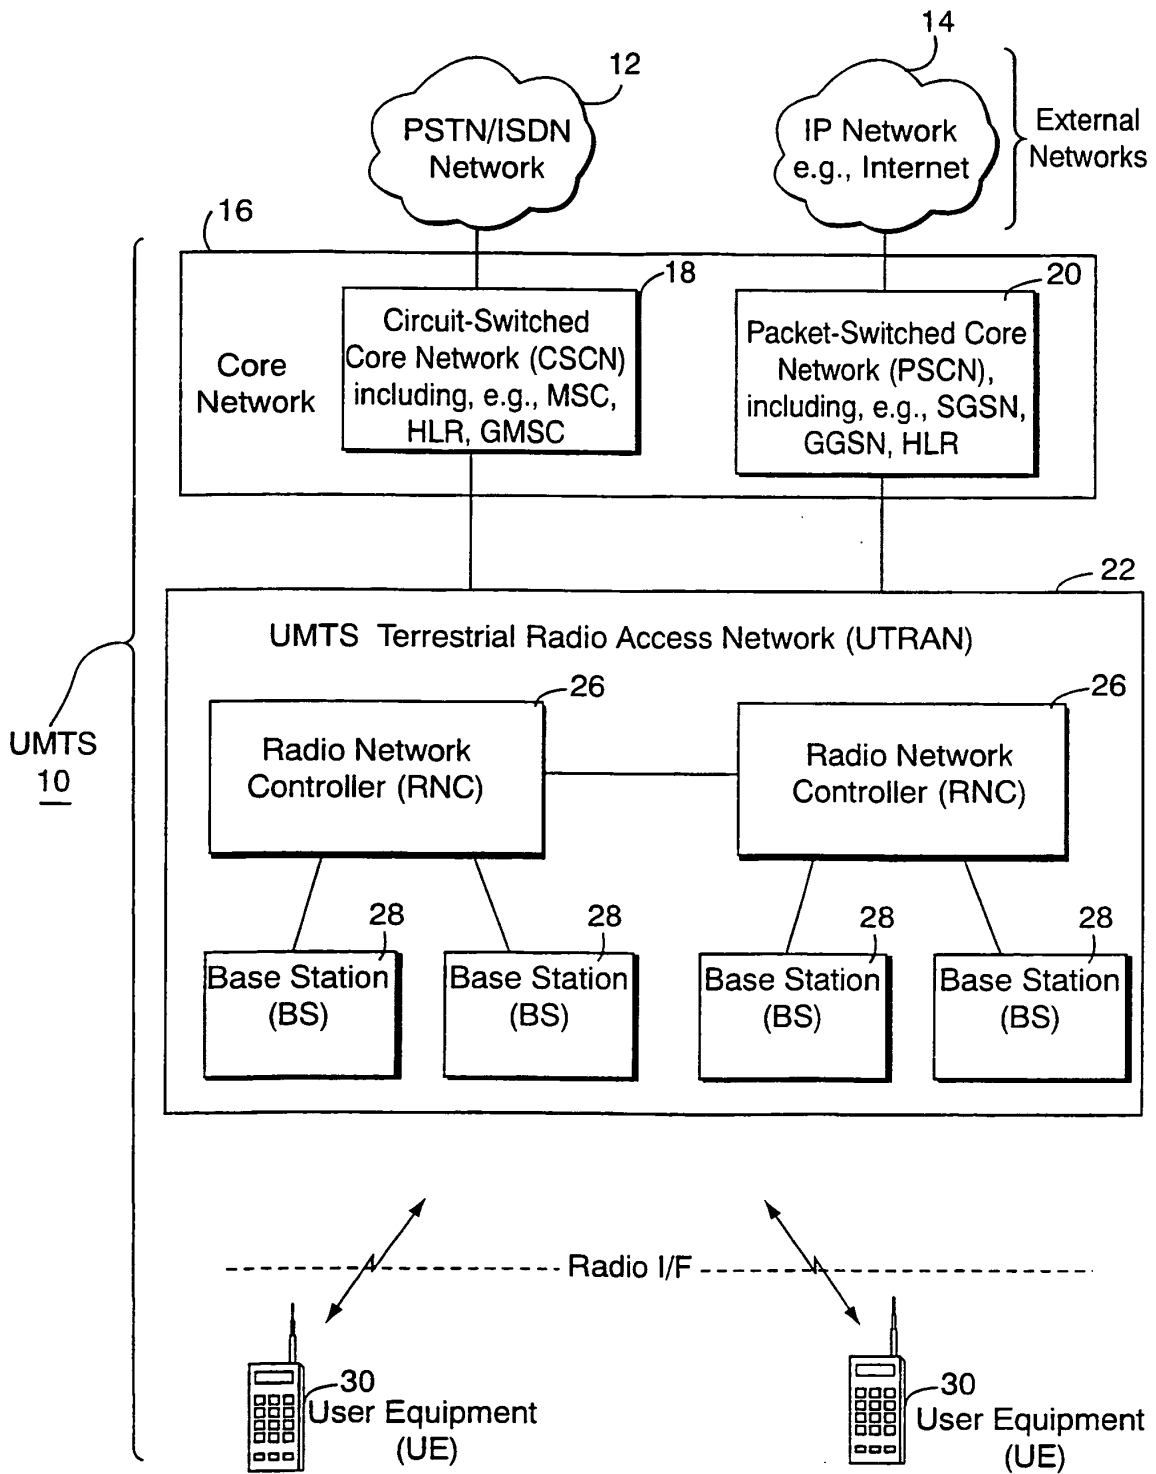 12
14
PSTN/ISDN
Network
IP Network
e.g., Internet
External
Networks
16
18
20
Core
Network
Circuit-Switched
Core Network (CSCN)
including, e.g., MSC,
HLR, GMSC
Packet-Switched Core
Network (PSCN),
including, e.g., SGSN,
GGSN, HLR
22
UMTS Terrestrial Radio Access Network (UTRAN)
26
26
UMTS
10
Radio Network
Controller (RNC)
Radio Network
Controller (RNC)
28
28
28
28
Base Station
(BS)
Base Station
(BS)
Base Station
(BS)
Base Station
(BS)
Radio I/F
30
User Equipment
(UE)
30
User Equipment
(UE)